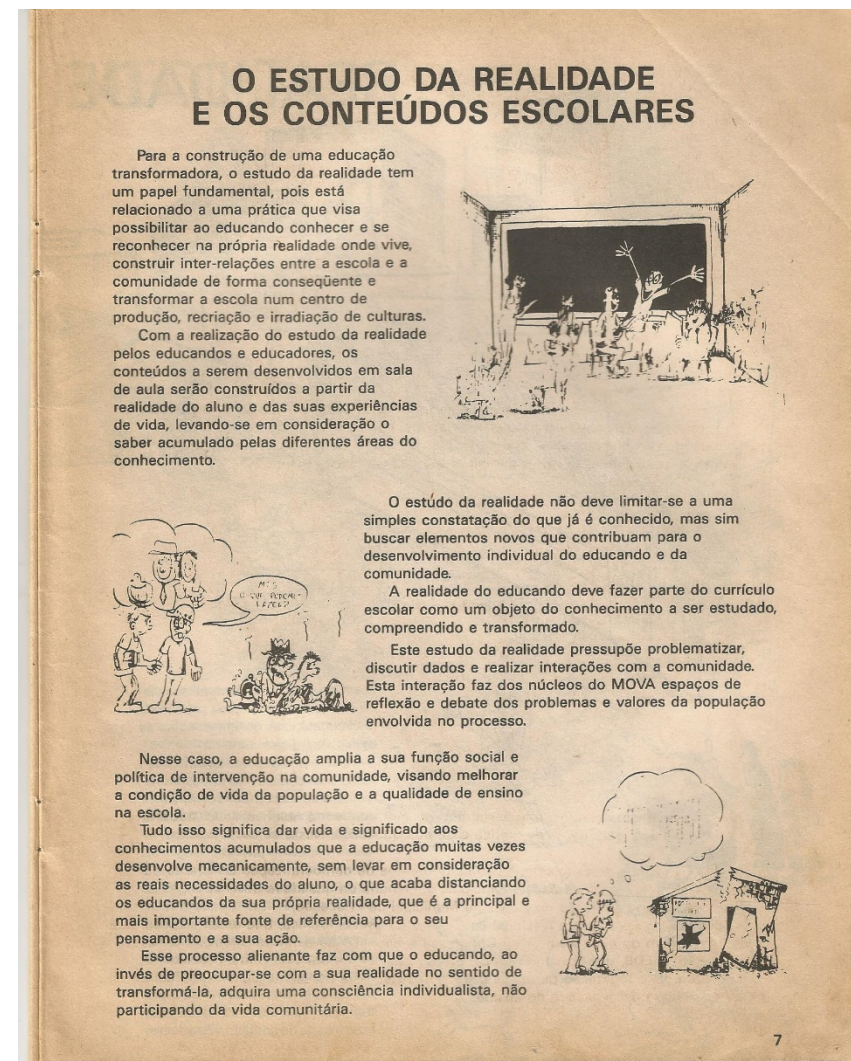 O ESTUDO DA REALIDADE
E OS CONTEÚDOS ESCOLARES
Para a construção de uma educação
transformadora, o estudo da realidade tem
um papel fundamental, pois está
relacionado a uma prática que visa
possibilitar ao educando conhecer e se
reconhecer na própria realidade onde vive,
construir inter-relações entre a escola e a
comunidade de forma conseqüente e
transformar a escola num centro de
produção, recriação e irradiação de culturas.
Com a realização do estudo da realidade
pelos educandos e educadores, os
conteúdos a serem desenvolvidos em sala
de aula serão construídos a partir da
realidade do aluno e das suas experiências
de vida, levando-se em consideração o
saber acumulado pelas diferentes áreas do
conhecimento.
O estúdo da realidade não deve limitar-se a uma
simples constatação do que já é conhecido, mas sim
buscar elementos novos que contribuam para o
desenvolvimento individual do educando e da
comunidade.
A realidade do educando deve fazer parte do currículo
escolar como um objeto do conhecimento a ser estudado,
compreendido e transformado.
Este estudo da realidade pressupõe problematizar,
discutir dados e realizar interações com a comunidade.
Esta interação faz dos núcleos do MOVA espaços de
reflexão e debate dos problemas e valores da população
envolvida no processo.
O QUE
Nesse caso, a educação amplia a sua função social e
política de intervenção na comunidade, visando melhorar
a condição de vida da população e a qualidade de ensino
na escola.
Tudo isso significa dar vida e significado aos
conhecimentos acumulados que a educação muitas vezes
desenvolve mecanicamente, sem levar em consideração
as reais necessidades do aluno, o que acaba distanciando
os educandos da sua própria realidade, que é a principal e
mais importante fonte de referência para o seu
pensamento e a sua ação.
Esse processo alienante faz com que o educando, ao
invés de preocupar-se com a sua realidade no sentido de
transformá-la, adquira uma consciência individualista, não
participando da vida comunitária.
7